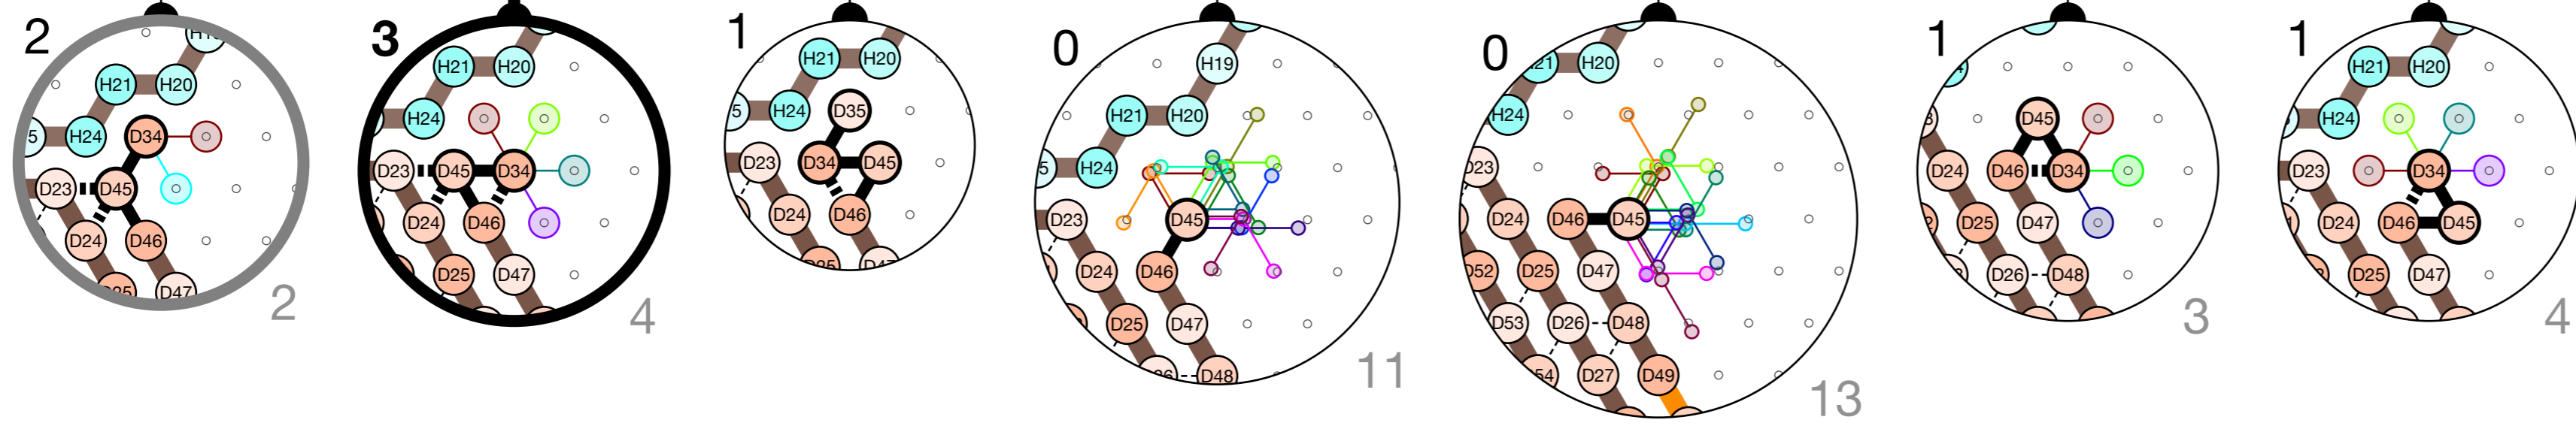 2
H21 H20
5 H24 D34
D23 D45
D24 D46
D47
2
3
H21 H20
H24
D23 D45 D34
D24 D46
D25 D47
4
1
H21 H20
5 H24 D35
D23 D34 D45
D24 D46
0
H19
H21 H20
5 H24
D23 D45
D24 D46
D25 D47
D48
11
0
H20
H24
D23
D24 D46 D45
D52 D25 D47
D53 D26 D48
D27 D49
13
1
D45
D24 D46 D34
D25 D47
D26 D48
3
1
H21 H20
H24
D23 D34
D24 D46 D45
D25 D47
4